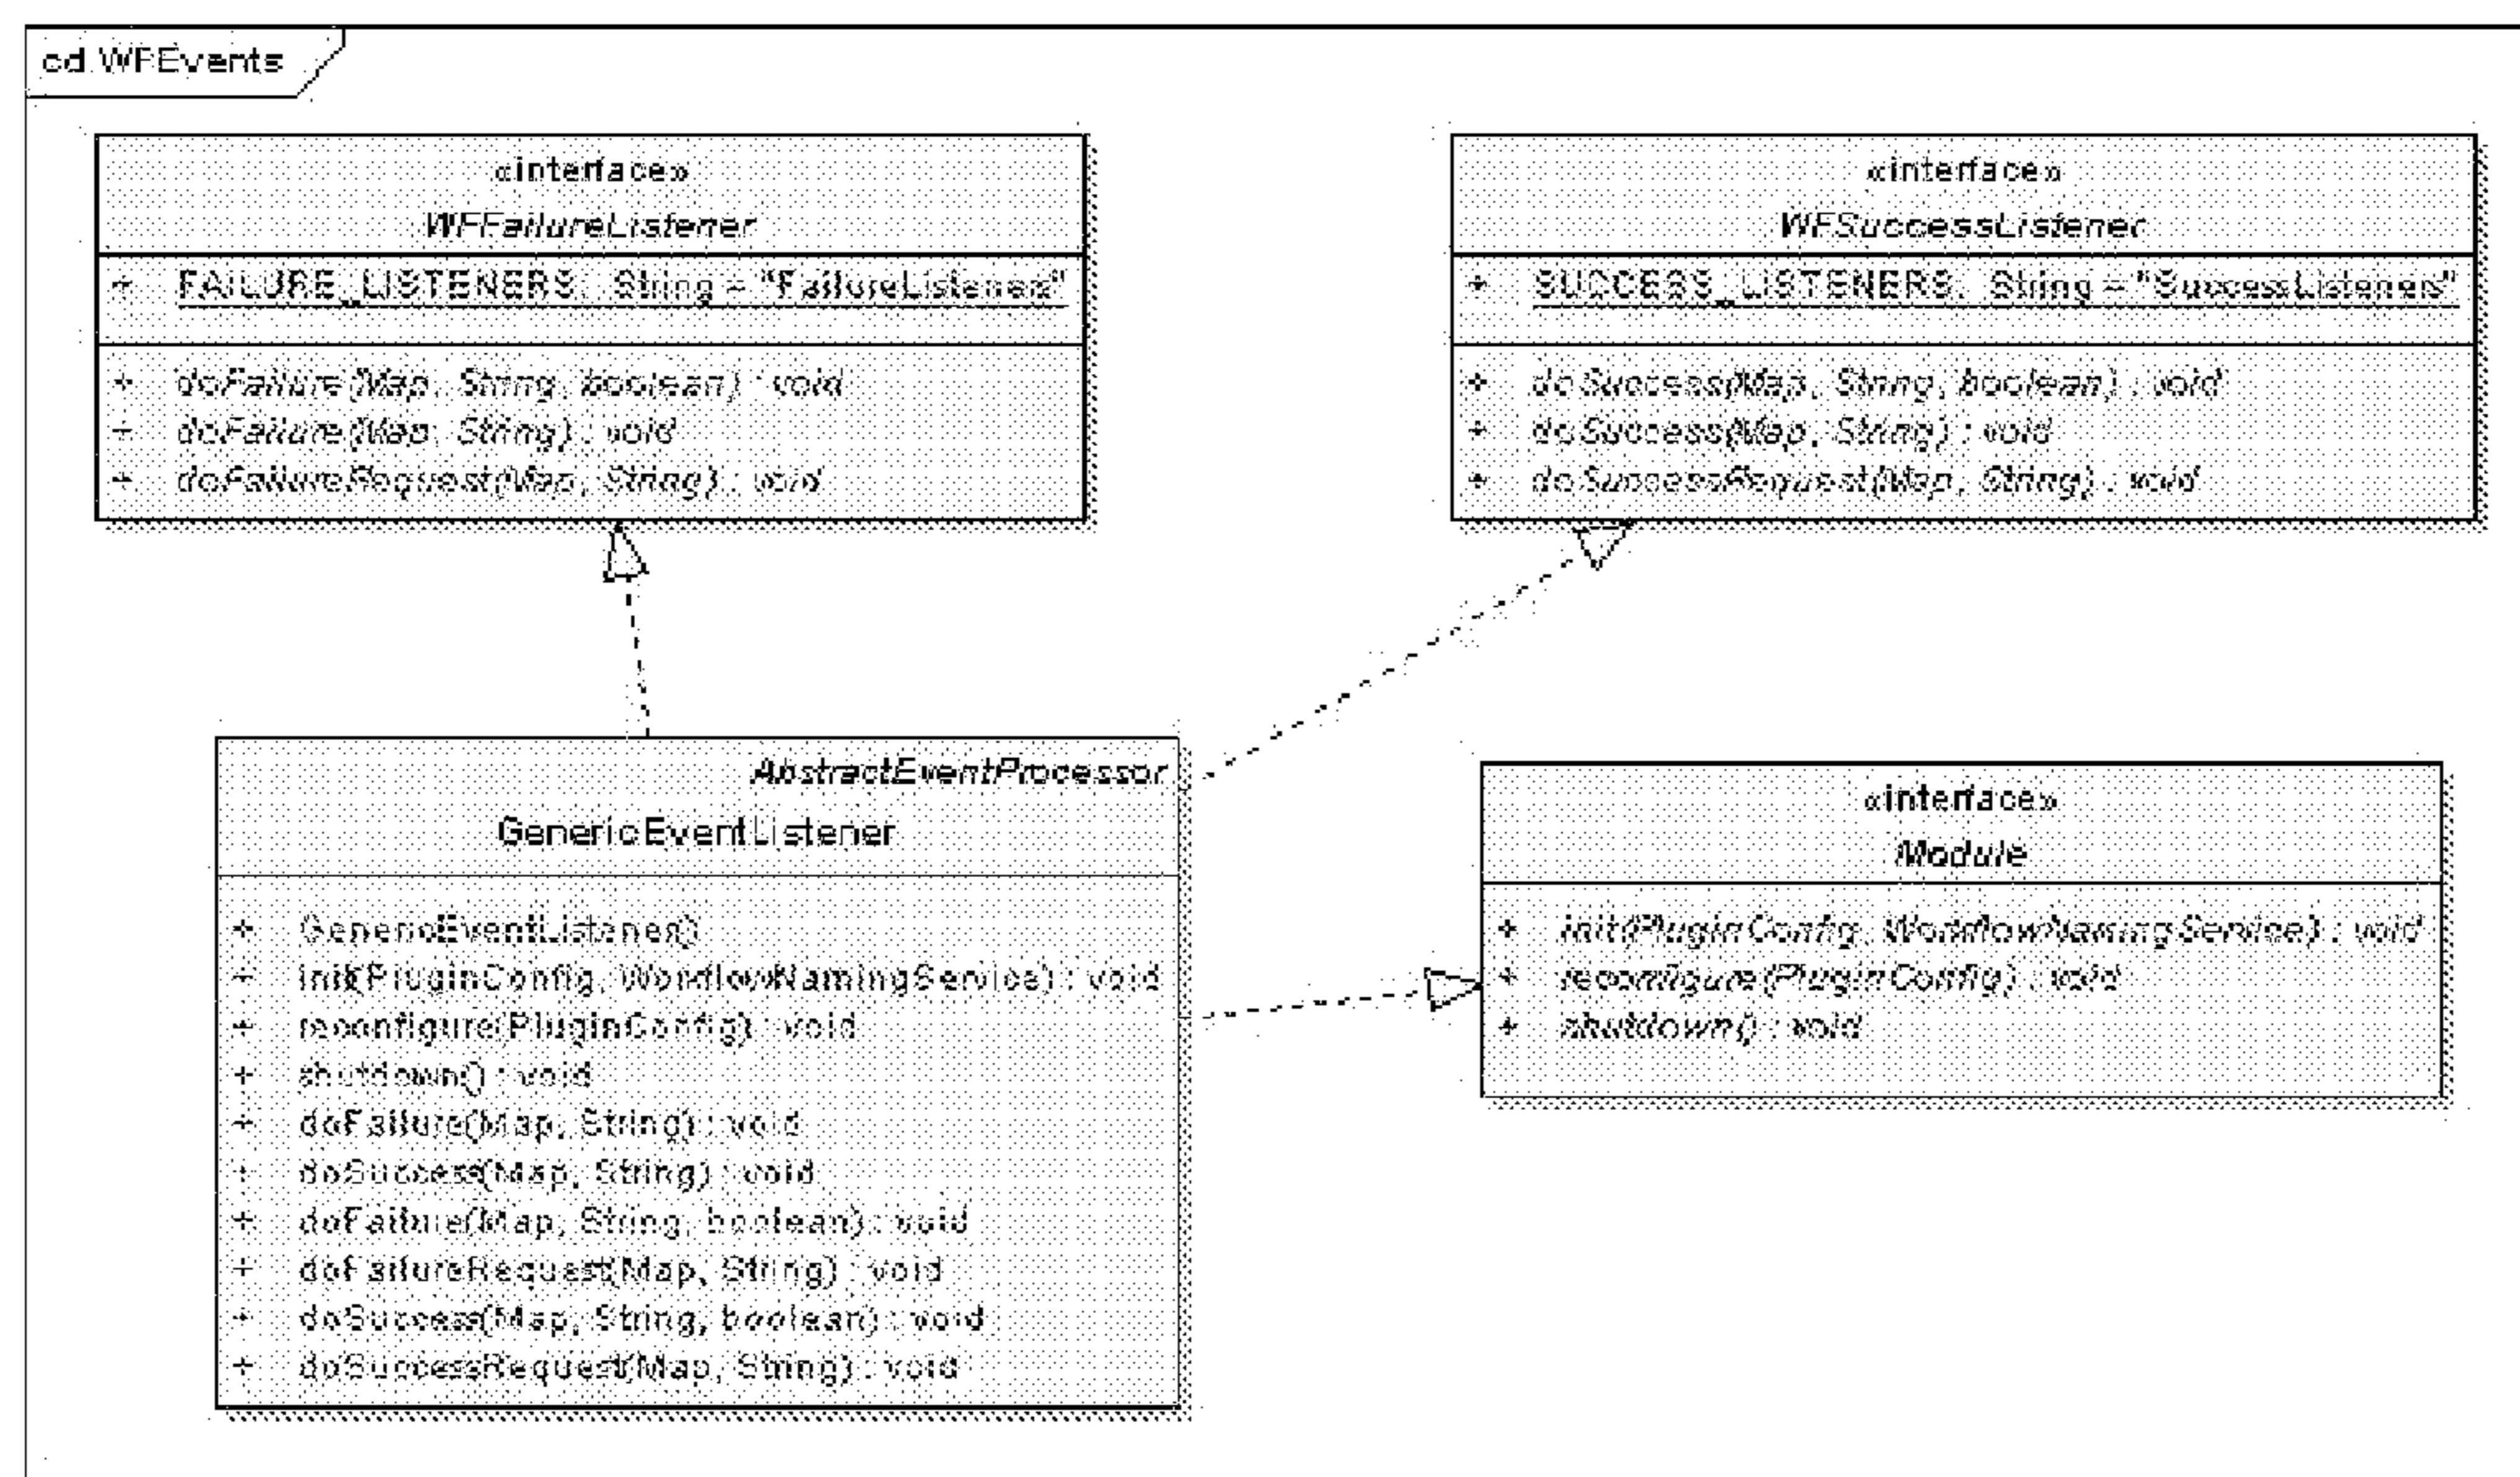 cd WFEvents
«interface»
WFFailureListener
+ FAILURE_LISTENERS: String = "FailureListeners"
+ doFailure(Map, String, boolean) : void
+ doFailure(Map, String) : void
+ doFailureRequest(Map, String) : void
«interface»
WFSuccessListener
+ SUCCESS_LISTENERS: String = "SuccessListeners"
+ doSuccess(Map, String, boolean) : void
+ doSuccess(Map, String) : void
+ doSuccessRequest(Map, String) : void
AbstractEventProcessor
GenericEventListener
+ GenericEventListener()
+ init(PluginConfig, WorkflowNamingService) : void
+ reconfigure(PluginConfig) : void
+ shutdown() : void
+ doFailure(Map, String) : void
+ doSuccess(Map, String) : void
+ doFailure(Map, String, boolean) : void
+ doFailureRequest(Map, String) : void
+ doSuccess(Map, String, boolean) : void
+ doSuccessRequest(Map, String) : void
«interface»
Module
+ init(PluginConfig, WorkflowNamingService) : void
+ reconfigure(PluginConfig) : void
+ shutdown() : void